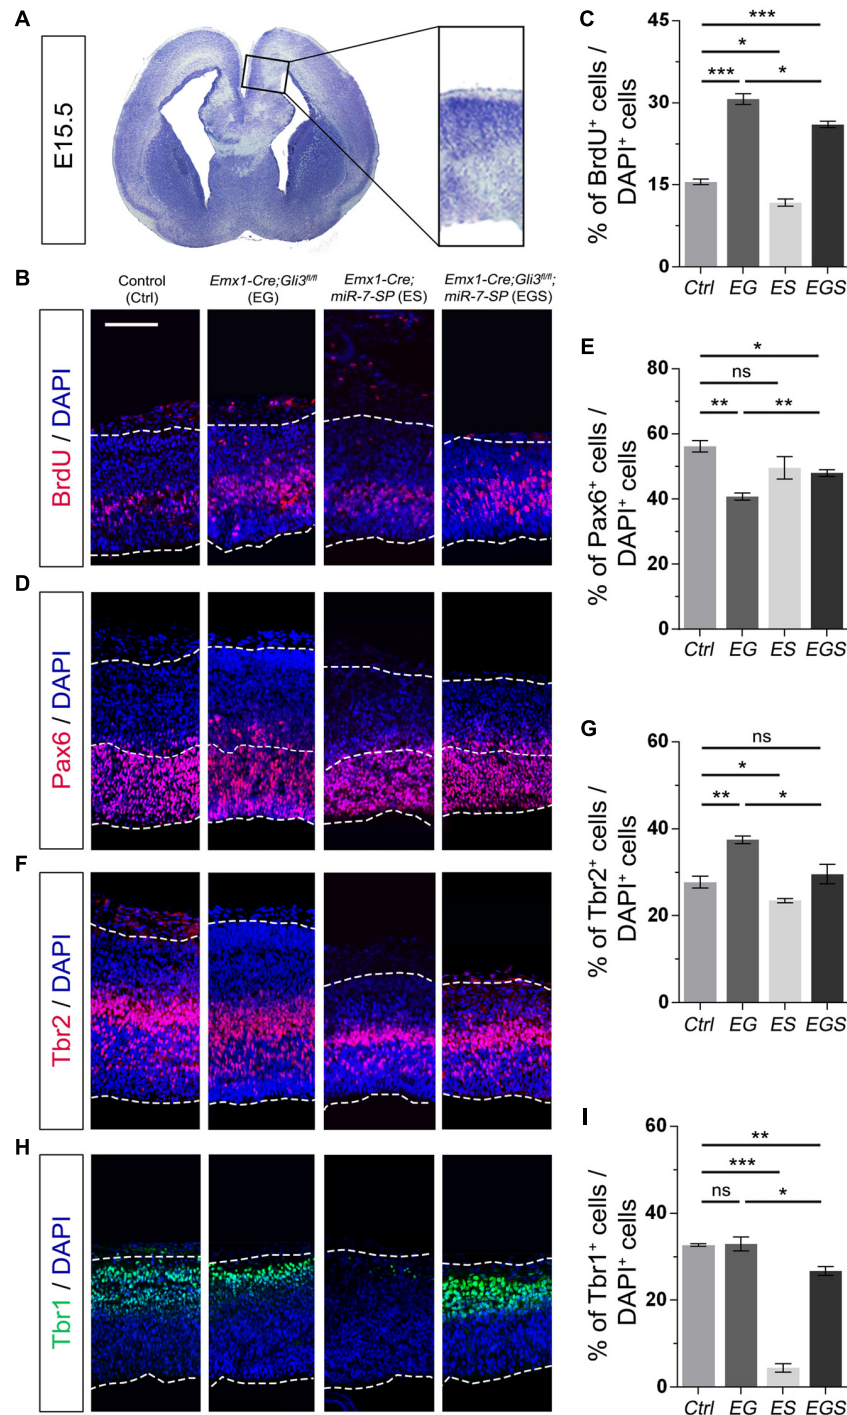 A
E15.5
B
Control
(Ctrl)
Emx1-Cre;Gli3fl/fl
(EG)
Emx1-Cre;
miR-7-SP (ES)
Emx1-Cre;Gli3fl/fl;
miR-7-SP (EGS)
BrdU / DAPI
D
Pax6 / DAPI
F
Tbr2 / DAPI
H
Tbr1 / DAPI
C
% of BrdU+ cells /
DAPI+ cells
45
30
15
0
***
*
***
*
Ctrl EG ES EGS
E
% of Pax6+ cells /
DAPI+ cells
80
60
40
20
0
*
ns
**
**
Ctrl EG ES EGS
G
% of Tbr2+ cells /
DAPI+ cells
60
40
20
0
ns
*
**
*
Ctrl EG ES EGS
I
% of Tbr1+ cells /
DAPI+ cells
60
40
20
0
**
***
ns
*
Ctrl EG ES EGS